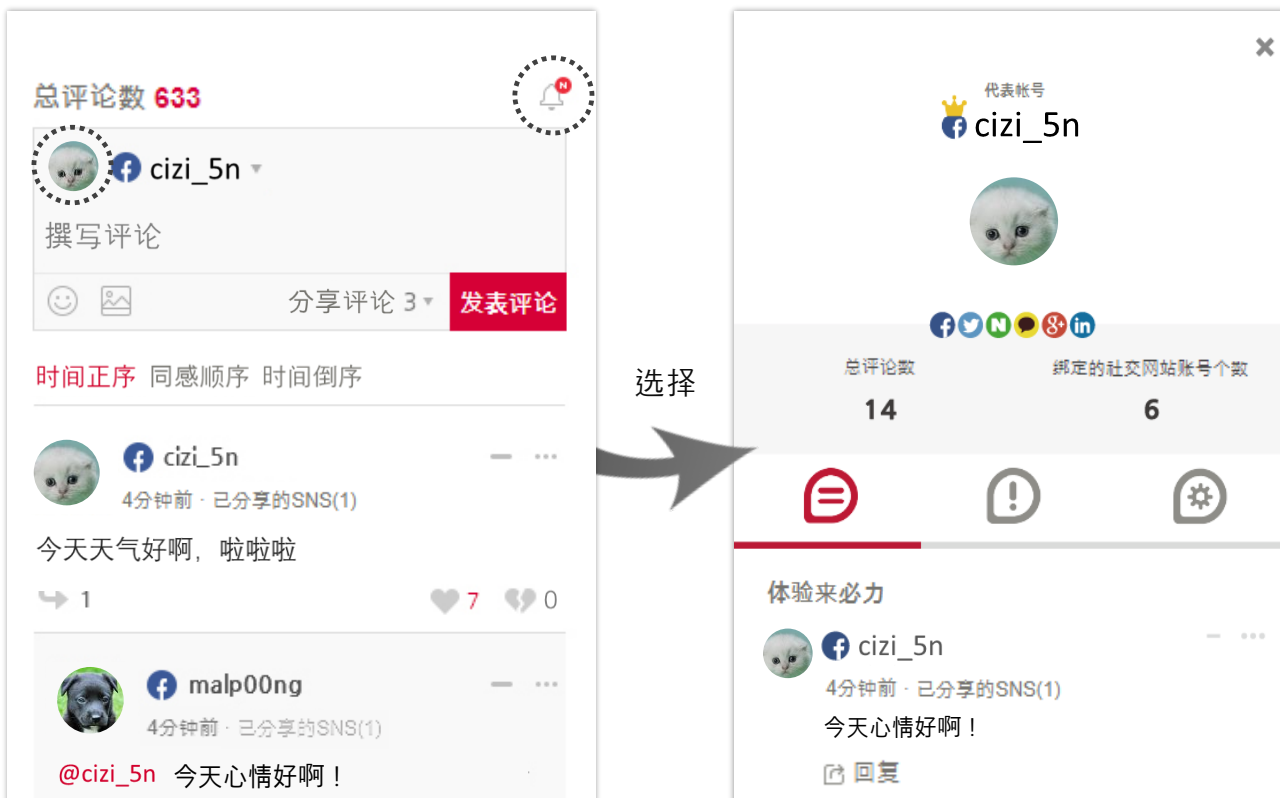 总评论数 633
N
cizi_5n
撰写评论
分享评论 3
发表评论
时间正序 同感顺序 时间倒序
cizi_5n
4分钟前 · 已分享的SNS(1)
今天天气好啊，啦啦啦
1
7
0
malp00ng
4分钟前 · 已分享的SNS(1)
@cizi_5n 今天心情好啊！
选择
代表帐号
cizi_5n
总评论数
14
绑定的社交网站账号个数
6
体验来必力
cizi_5n
4分钟前 · 已分享的SNS(1)
今天心情好啊！
回复